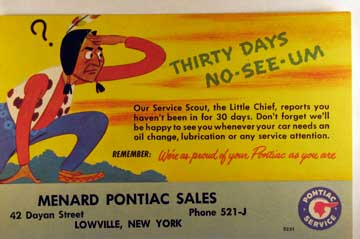 ?
THIRTY DAYS
NO-SEE-UM
Our Service Scout, the Little Chief, reports you
haven't been in for 30 days. Don't forget we'll
be happy to see you whenever your car needs an
oil change, lubrication or any service attention.
REMEMBER: We're as proud of your Pontiac as you are
MENARD PONTIAC SALES
42 Dayan Street Phone 521-J
LOWVILLE, NEW YORK
PONTIAC
SERVICE